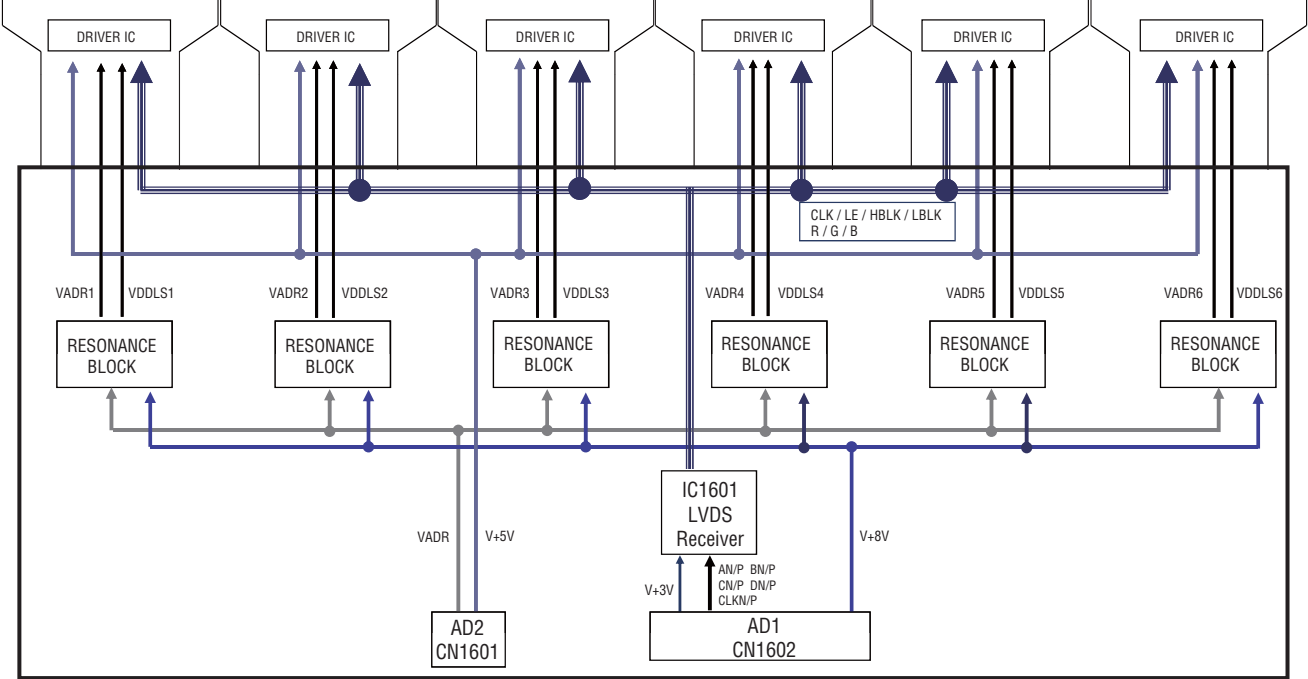 DRIVER IC
DRIVER IC
DRIVER IC
DRIVER IC
DRIVER IC
DRIVER IC
CLK / LE / HBLK / LBLK
R / G / B
VADR1
VDDLS1
VADR2
VDDLS2
VADR3
VDDLS3
VADR4
VDDLS4
VADR5
VDDLS5
VADR6
VDDLS6
RESONANCE
BLOCK
RESONANCE
BLOCK
RESONANCE
BLOCK
RESONANCE
BLOCK
RESONANCE
BLOCK
RESONANCE
BLOCK
IC1601
LVDS
Receiver
VADR
V+5V
V+8V
V+3V
AN/P BN/P
CN/P DN/P
CLKN/P
AD2
CN1601
AD1
CN1602